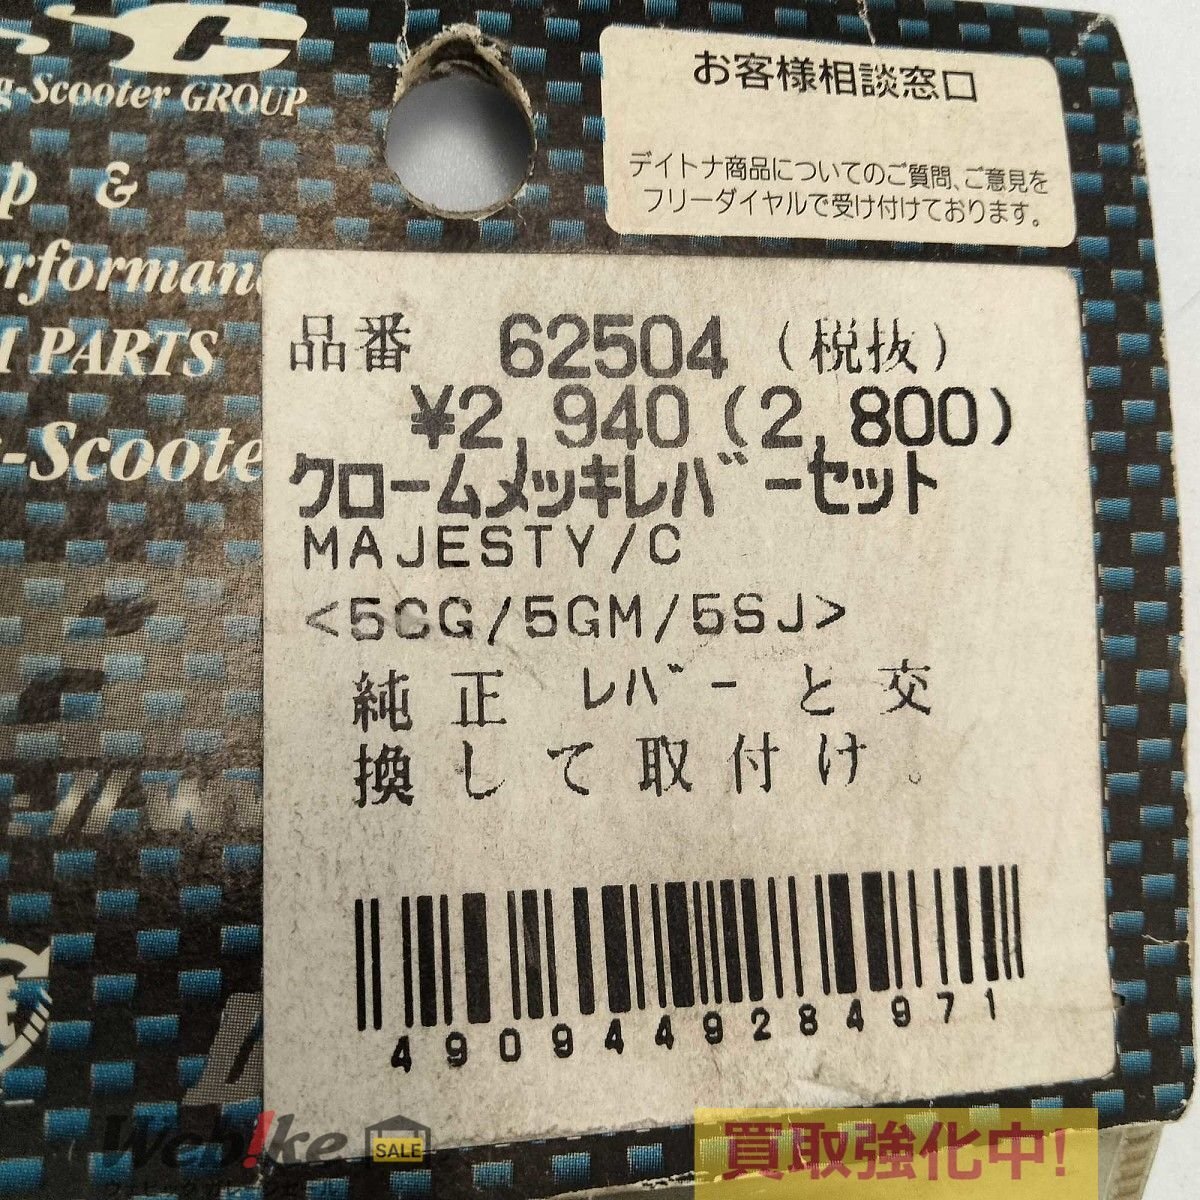 SC
g-Scooter GROUP
p &
erforman
M PARTS
-Scoote
お客様相談窓口
デイトナ商品についてのご質問、ご意見を
フリーダイヤルで受け付けております。
品番 62504 (税抜)
¥2,940(2,800)
クロームメッキレバーセット
MAJESTY/C
<5CG/5GM/5SJ>
純正レバーと交
換して取付け。
4909449284971
Webike
SALE
買取強化中!